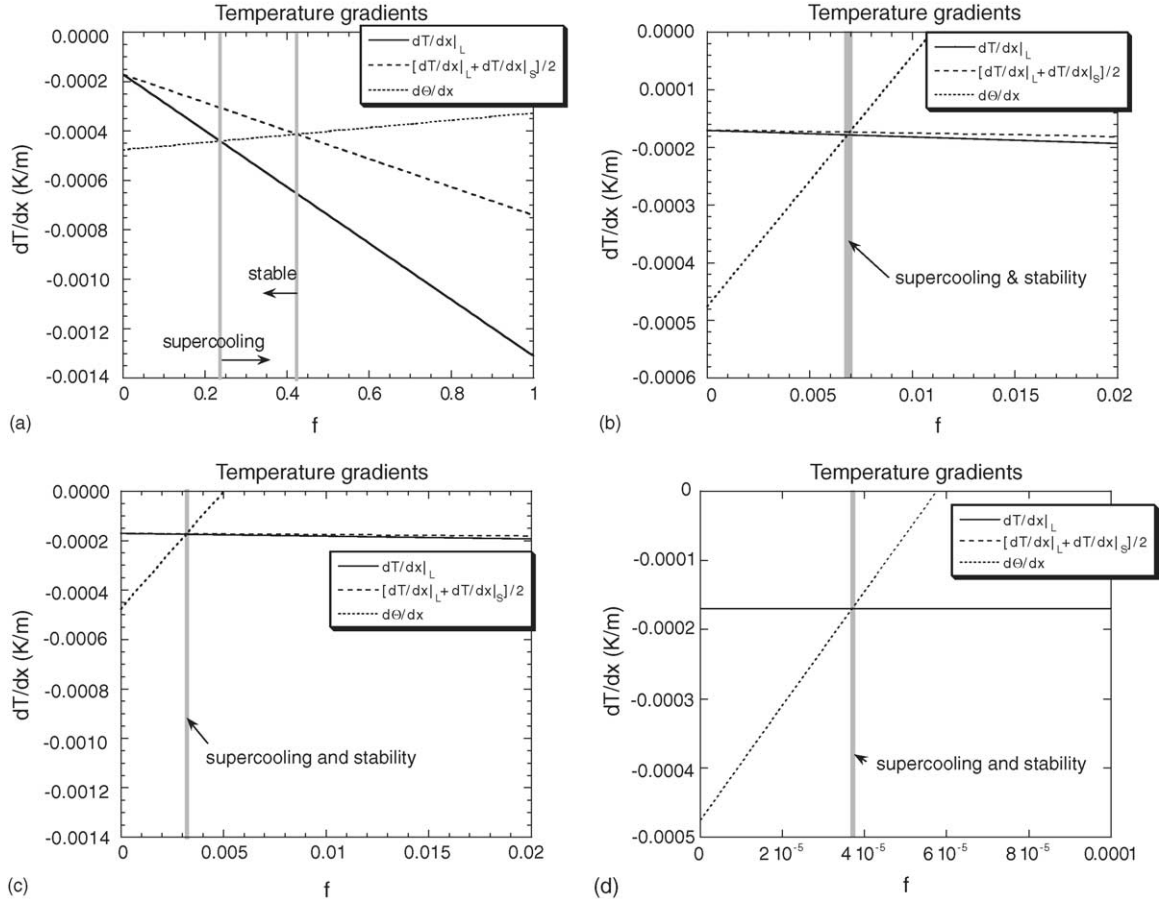 Temperature gradients
0.0000
-0.0002
-0.0004
-0.0006
-0.0008
-0.0010
-0.0012
-0.0014
dT/dx (K/m)
dT/dx|L
[dT/dx|L+dT/dx|S]/2
dΘ/dx
stable
supercooling
0 0.2 0.4 0.6 0.8 1
(a) f
Temperature gradients
0.0000
0.0001
-0.0002
-0.0003
-0.0004
-0.0005
-0.0006
dT/dx (K/m)
dT/dx|L
[dT/dx|L+dT/dx|S]/2
dΘ/dx
supercooling & stability
0 0.005 0.01 0.015 0.02
(b) f
Temperature gradients
0.0000
-0.0002
-0.0004
-0.0006
-0.0008
-0.0010
-0.0012
-0.0014
dT/dx (K/m)
dT/dx|L
[dT/dx|L+dT/dx|S]/2
dΘ/dx
supercooling and stability
0 0.005 0.01 0.015 0.02
(c) f
Temperature gradients
0
-0.0001
-0.0002
-0.0003
-0.0004
-0.0005
dT/dx (K/m)
dT/dx|L
[dT/dx|L+dT/dx|S]/2
dΘ/dx
supercooling and stability
0 2 10-5 4 10-5 6 10-5 8 10-5 0.0001
(d) f